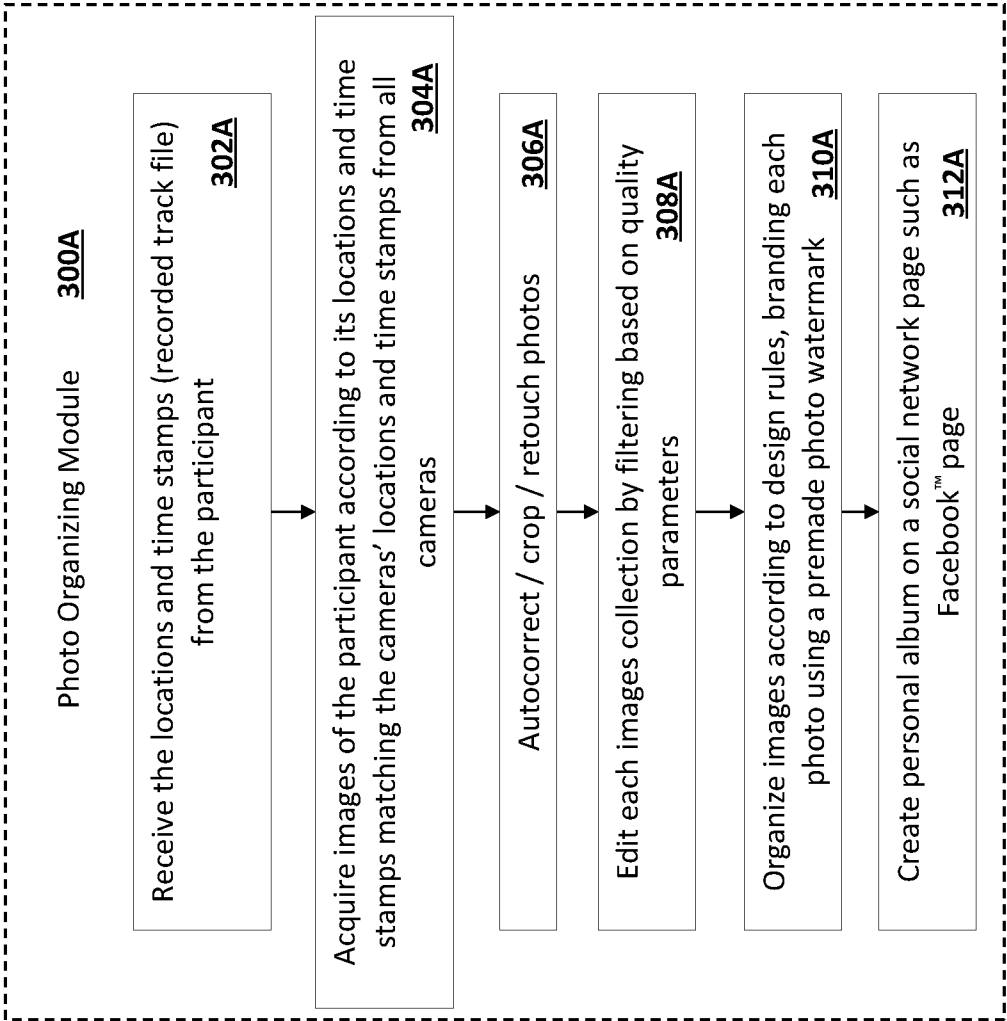 Photo Organizing Module 300A
Receive the locations and time stamps (recorded track file)
from the participant 302A
Acquire images of the participant according to its locations and time
stamps matching the cameras' locations and time stamps from all
cameras 304A
Autocorrect / crop / retouch photos 306A
Edit each images collection by filtering based on quality
parameters 308A
Organize images according to design rules, branding each
photo using a premade photo watermark 310A
Create personal album on a social network page such as
Facebook™ page 312A